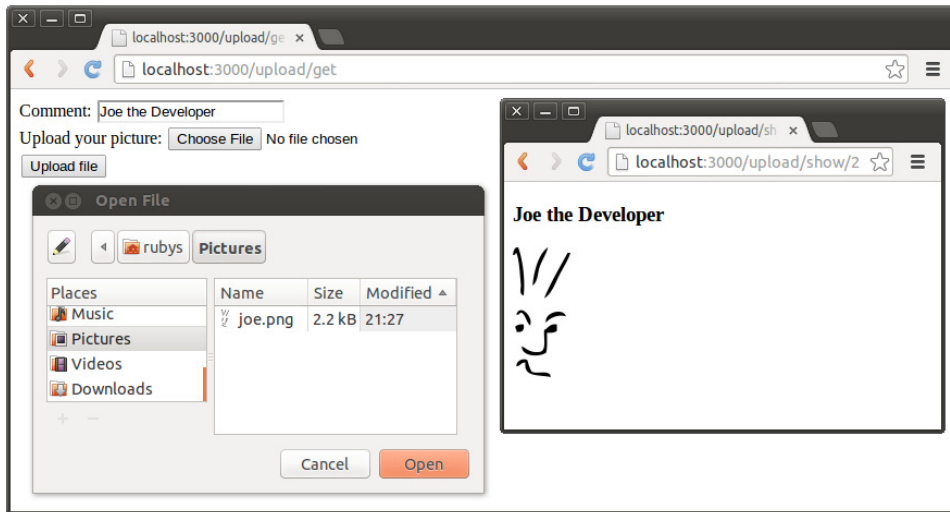 localhost:3000/upload/ge
localhost:3000/upload/get
Comment: Joe the Developer
Upload your picture: Choose File No file chosen
Upload file
Open File
rubys Pictures
Places
Music
Pictures
Videos
Downloads
Name Size Modified
joe.png 2.2 kB 21:27
Cancel Open
localhost:3000/upload/sh
localhost:3000/upload/show/2
Joe the Developer